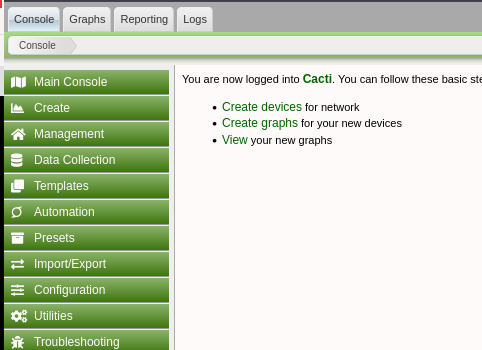 Console Graphs Reporting Logs
Console
Main Console
Create
Management
Data Collection
Templates
Automation
Presets
Import/Export
Configuration
Utilities
Troubleshooting
You are now logged into Cacti. You can follow these basic ste
Create devices for network
Create graphs for your new devices
View your new graphs